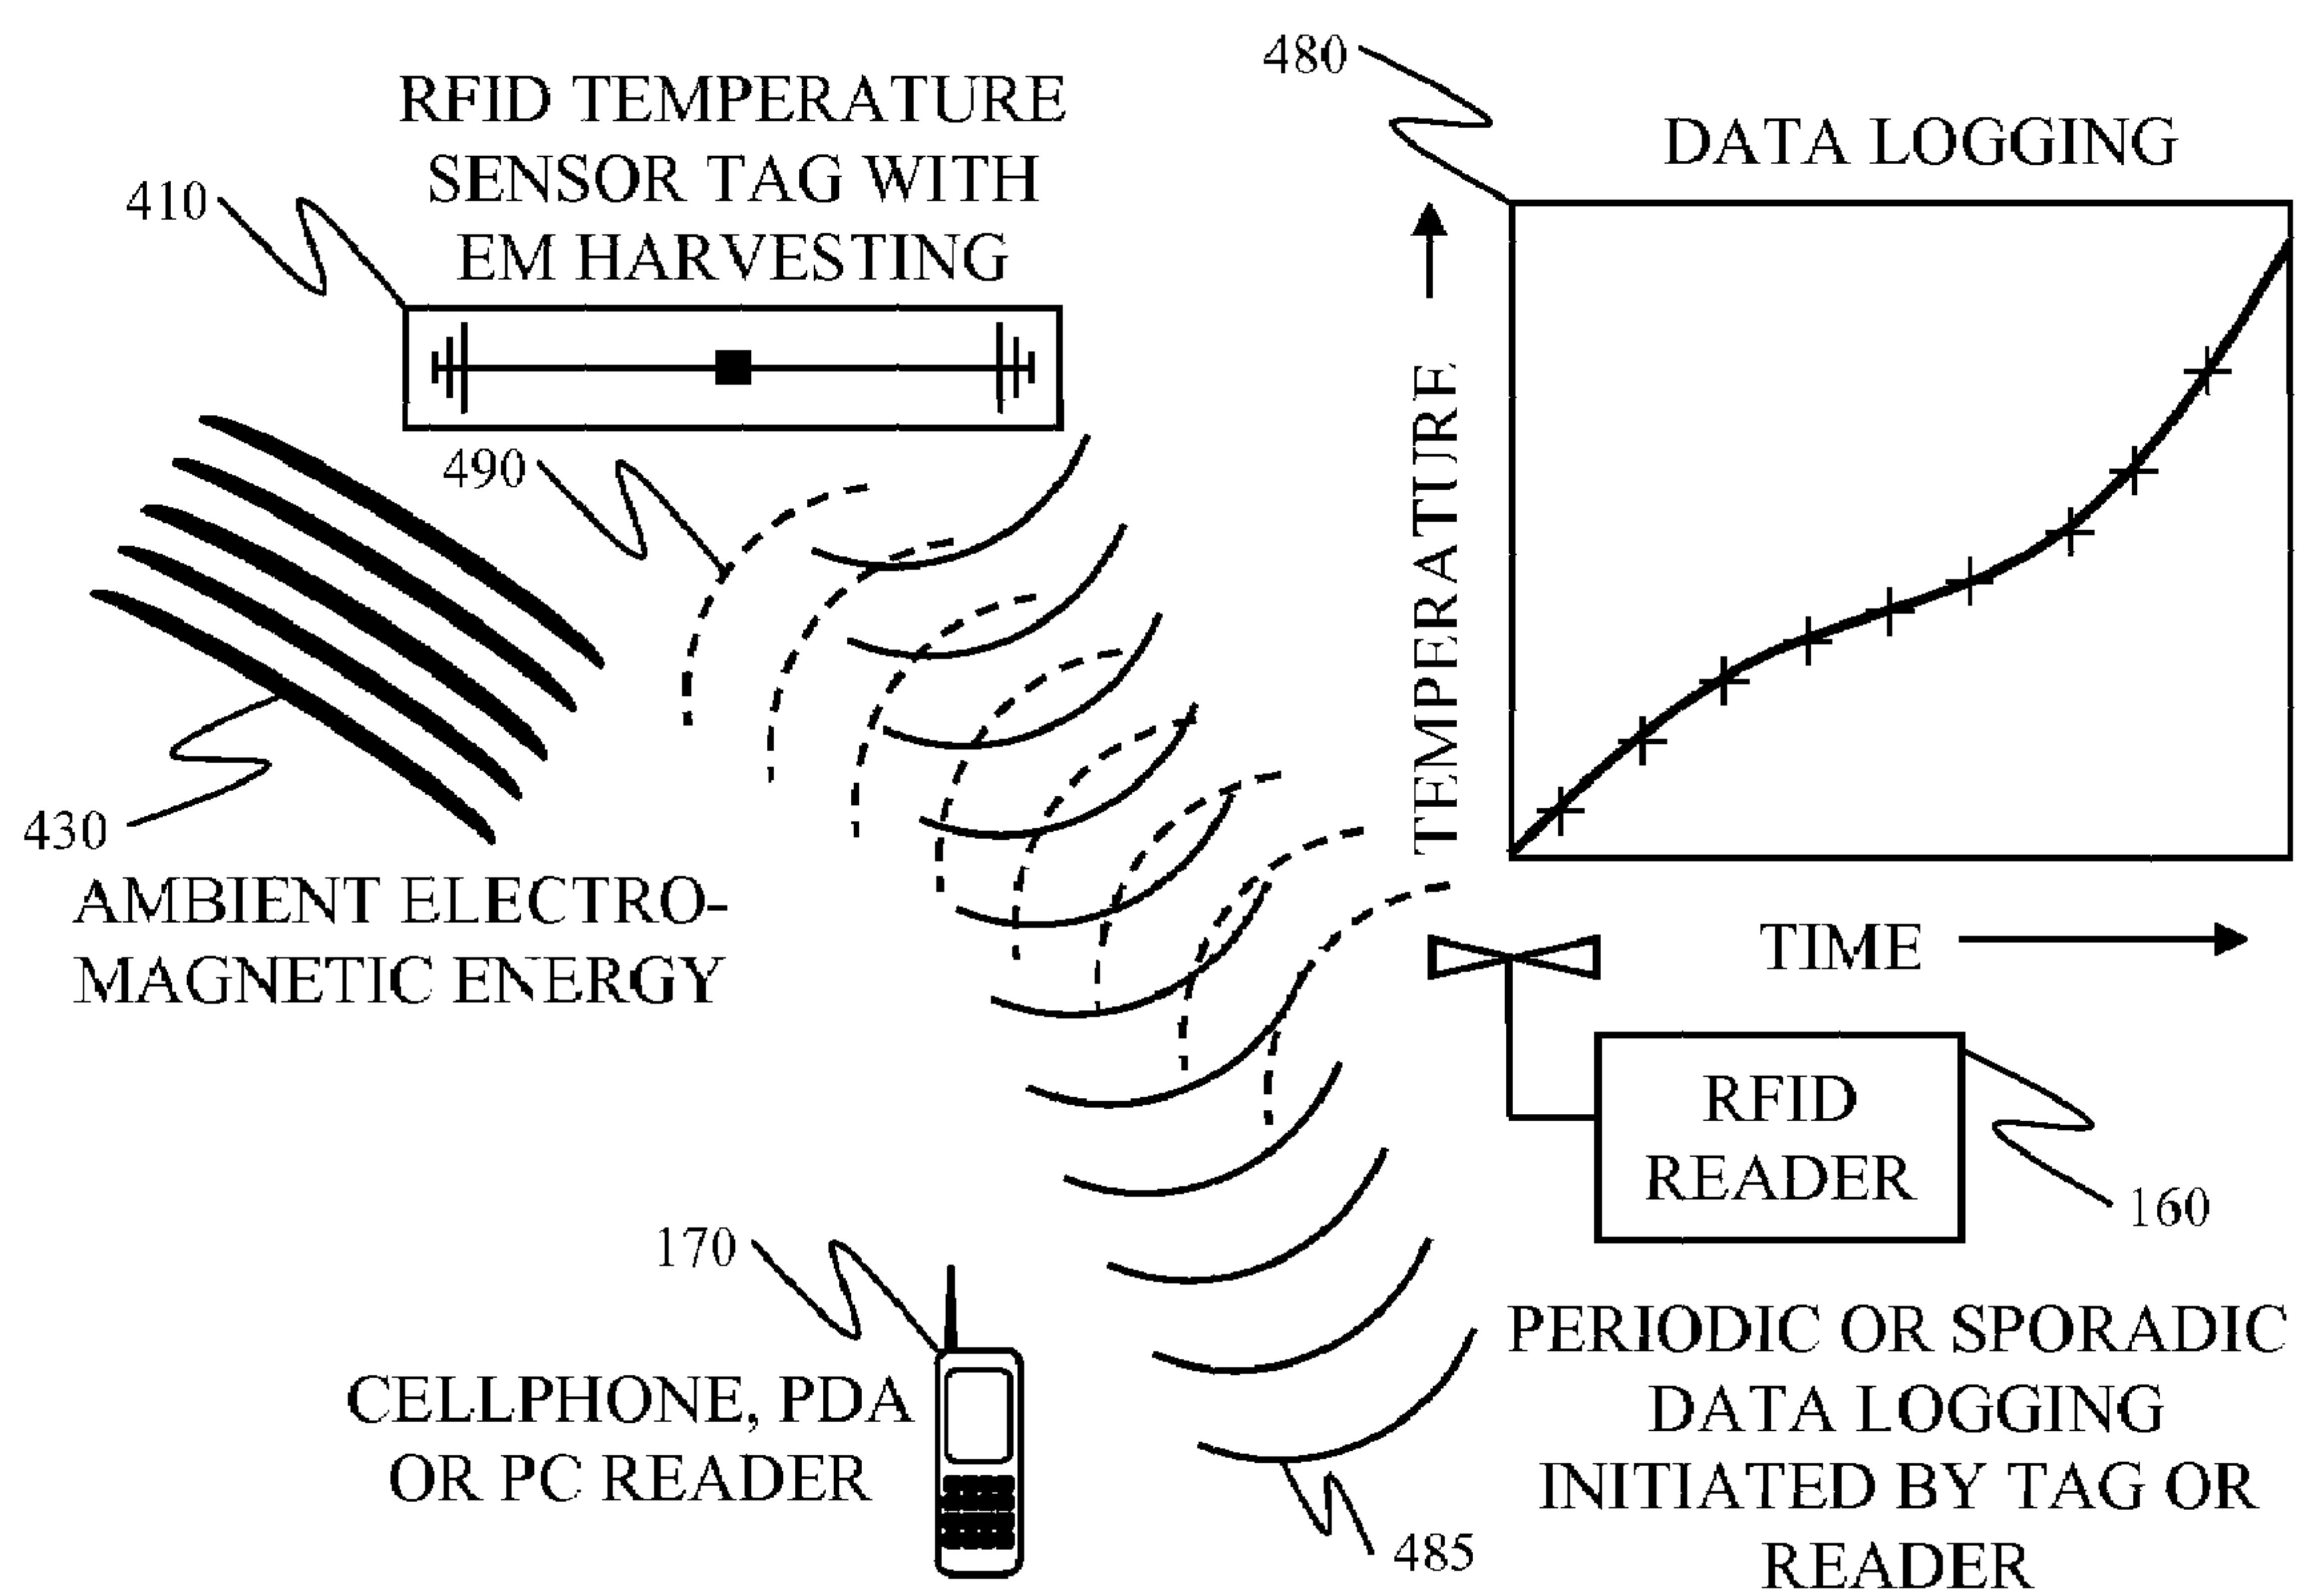 480
RFID TEMPERATURE
SENSOR TAG WITH
EM HARVESTING
DATA LOGGING
410
490
TEMPERATURE
430
AMBIENT ELECTRO-
MAGNETIC ENERGY
TIME
RFID
READER
160
170
CELLPHONE, PDA
OR PC READER
PERIODIC OR SPORADIC
DATA LOGGING
INITIATED BY TAG OR
READER
485